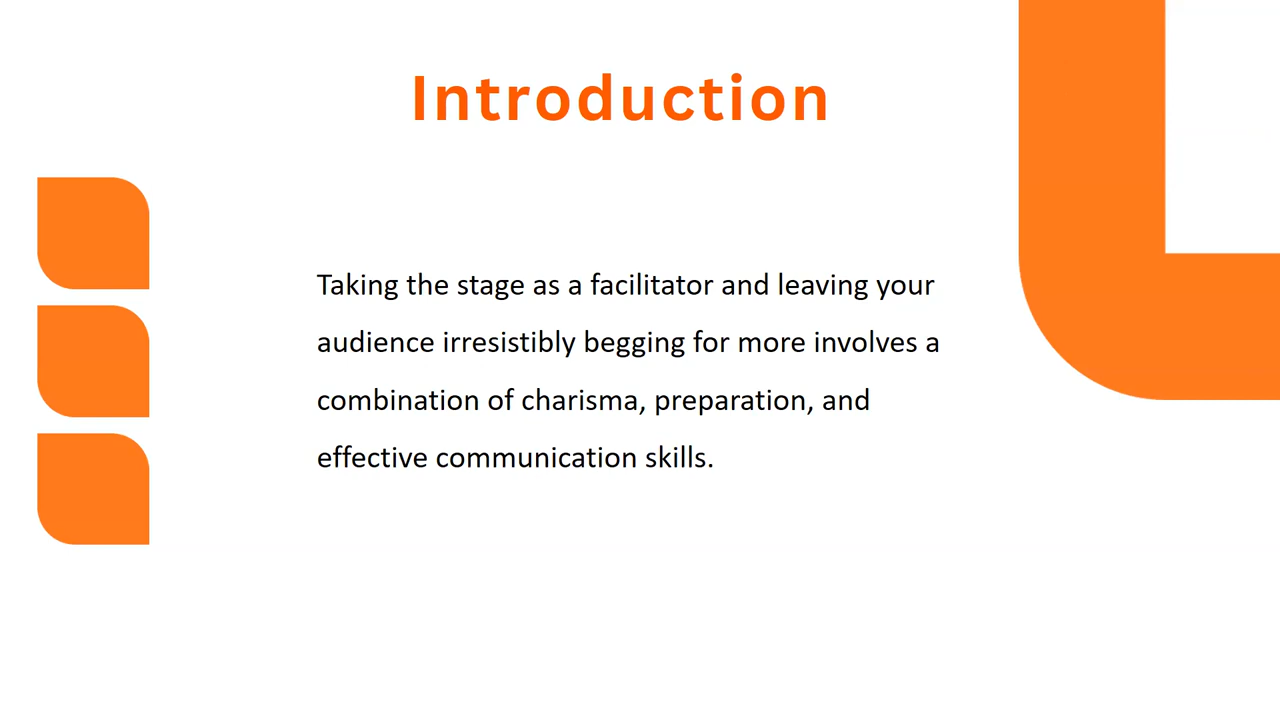 Introduction
Taking the stage as a facilitator and leaving your
audience irresistibly begging for more involves a
combination of charisma, preparation, and
effective communication skills.